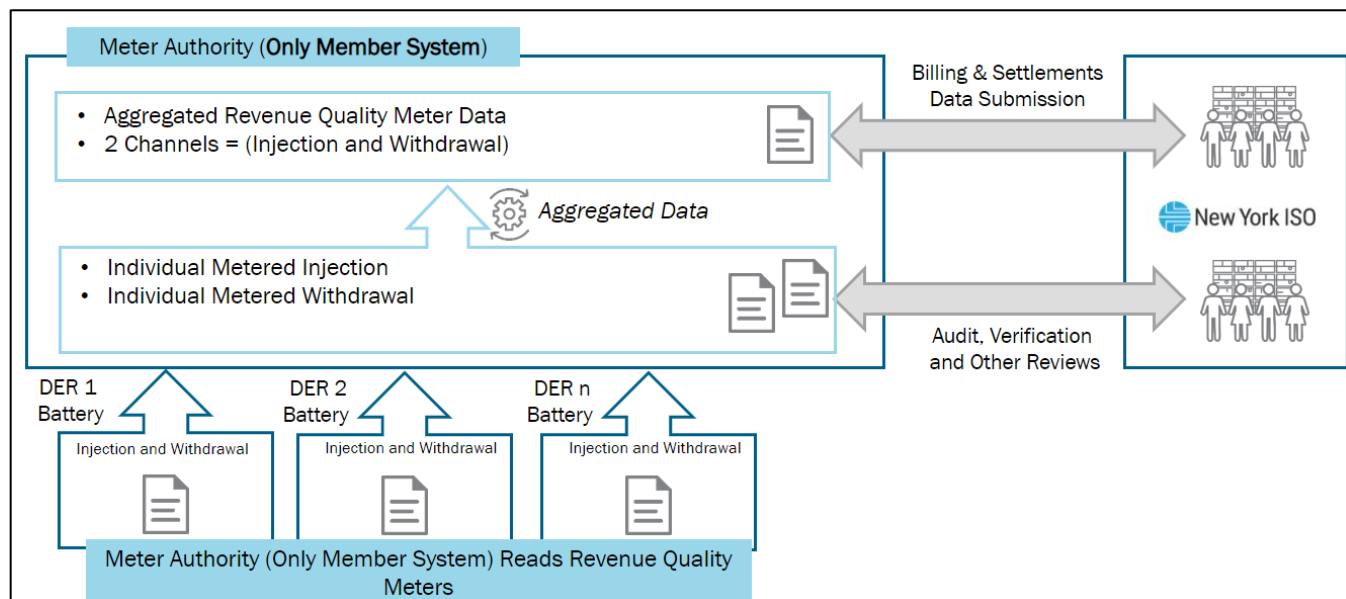 Meter Authority (Only Member System)
• Aggregated Revenue Quality Meter Data
• 2 Channels = (Injection and Withdrawal)
Aggregated Data
• Individual Metered Injection
• Individual Metered Withdrawal
Billing & Settlements
Data Submission
New York ISO
Audit, Verification
and Other Reviews
DER 1
Battery
DER 2
Battery
DER n
Battery
Injection and Withdrawal
Injection and Withdrawal
Injection and Withdrawal
Meter Authority (Only Member System) Reads Revenue Quality
Meters